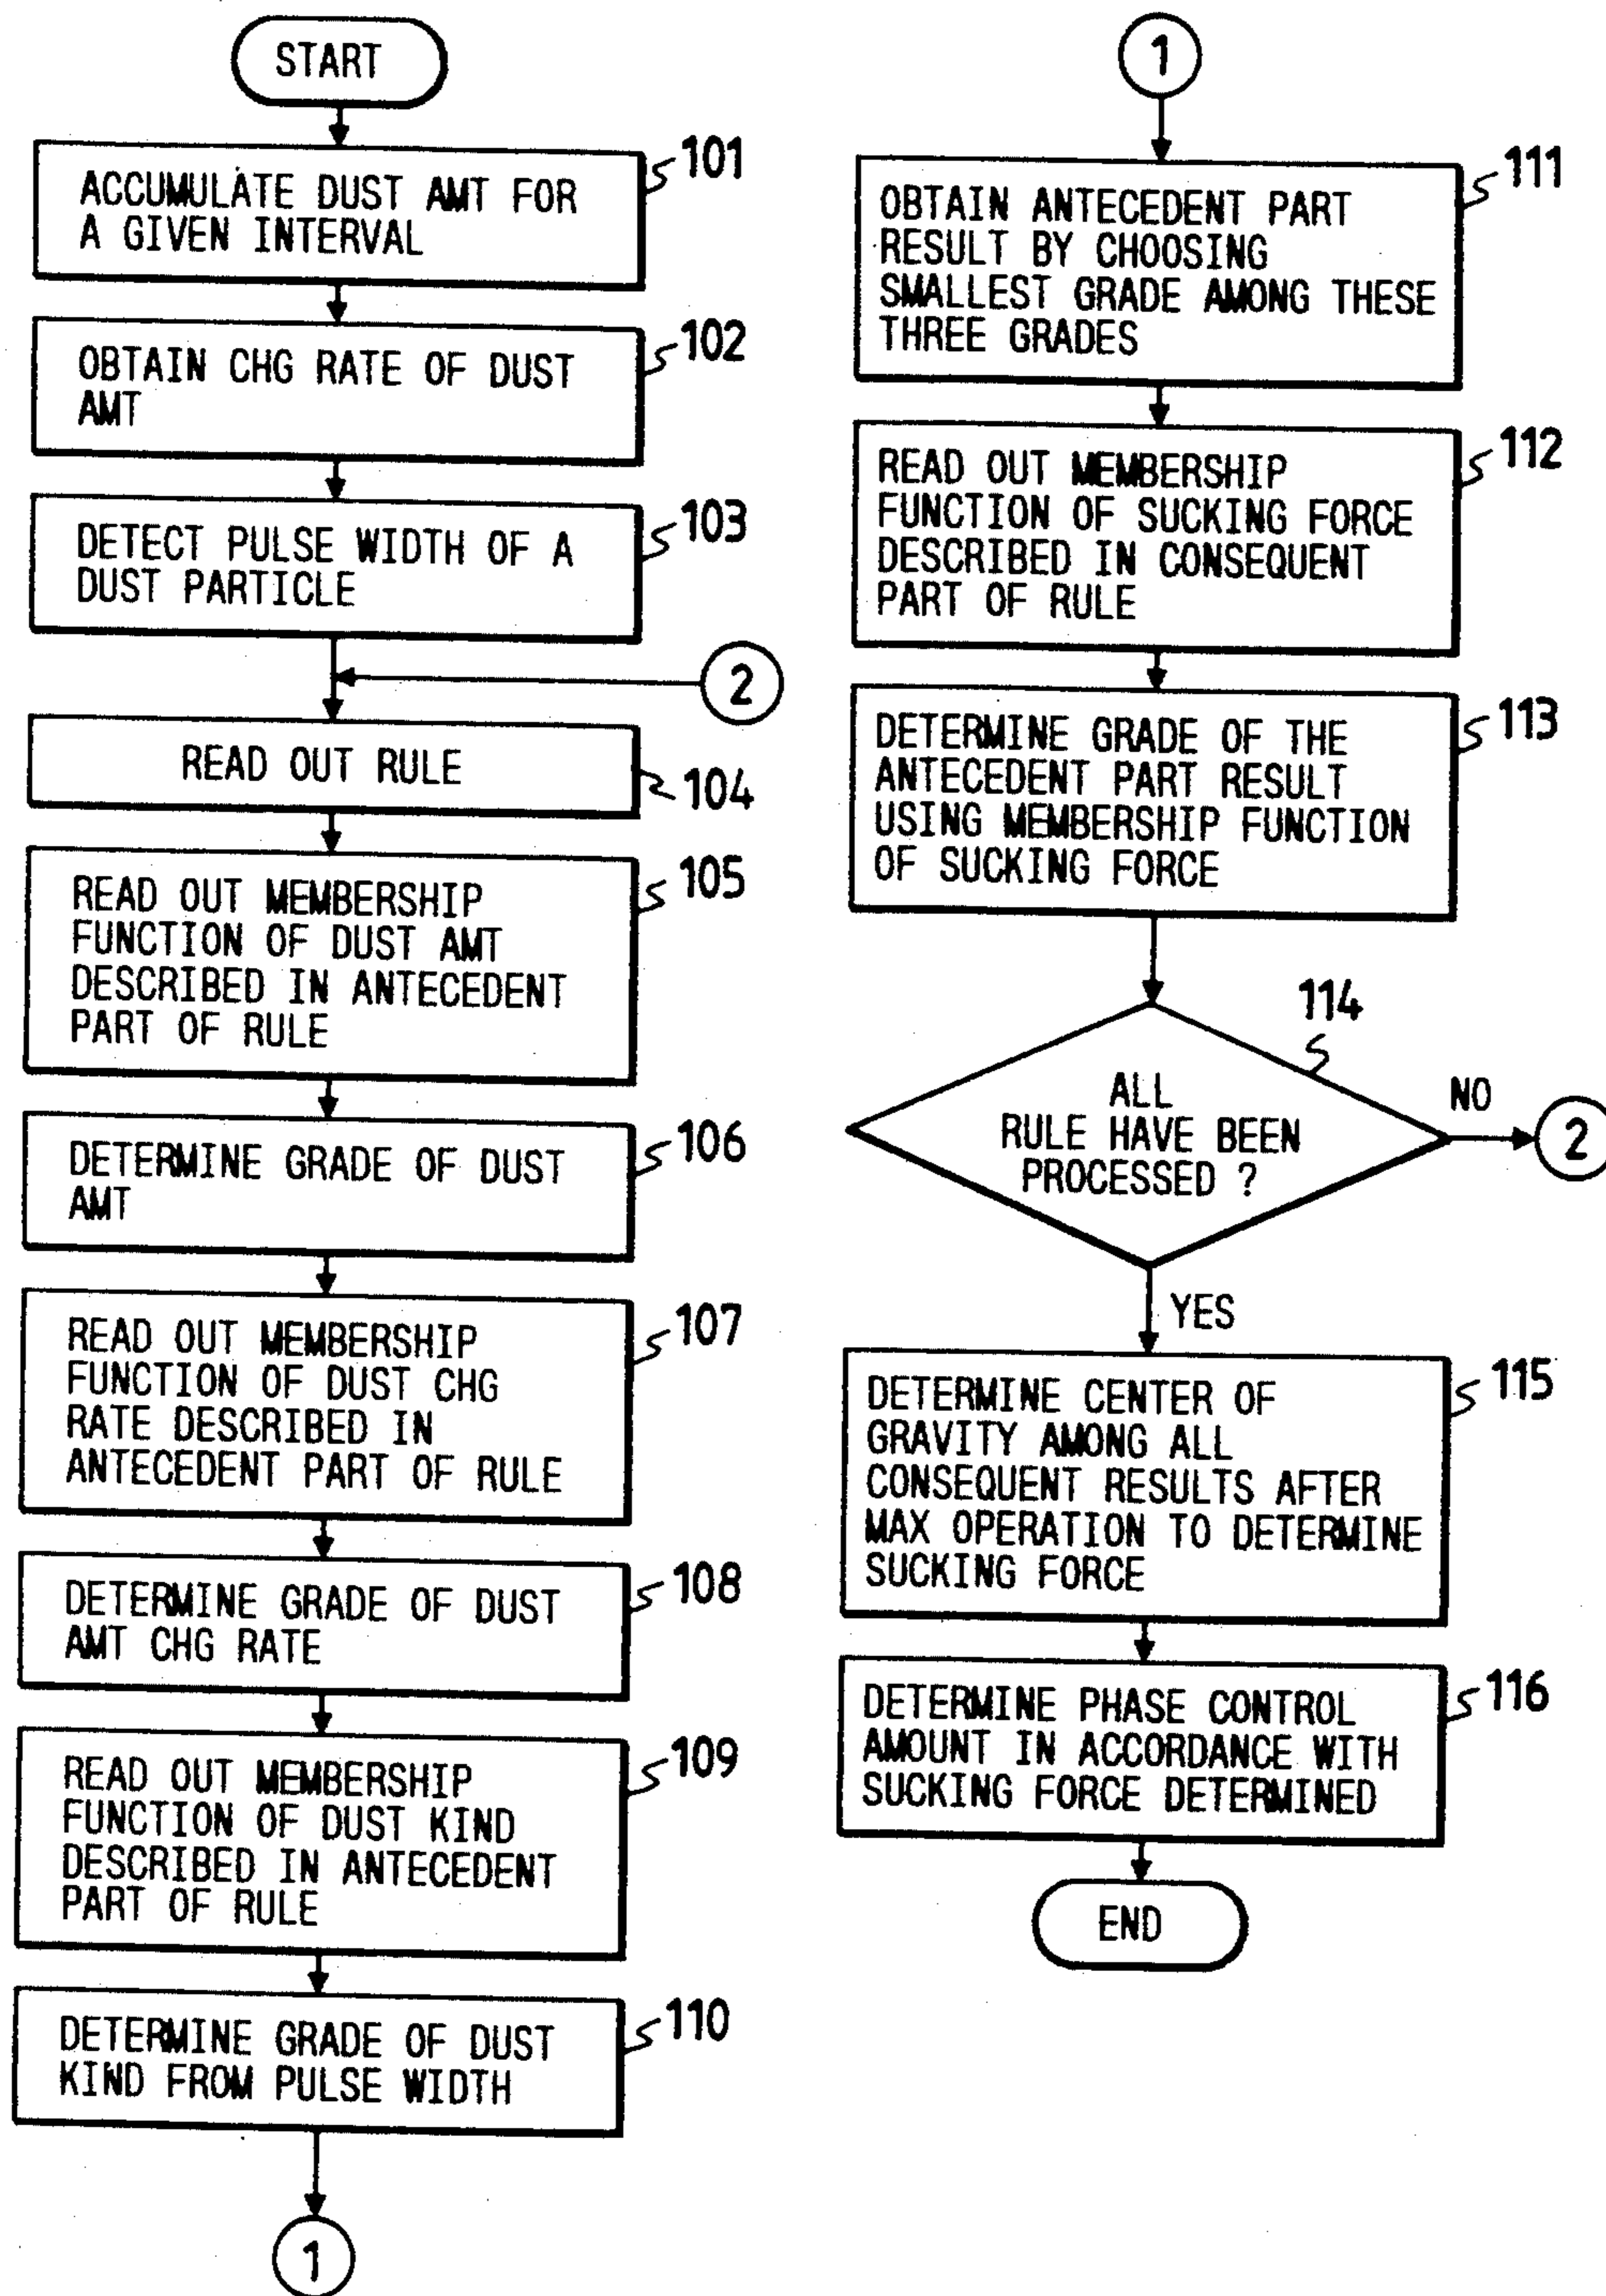 START
101
ACCUMULATE DUST AMT FOR
A GIVEN INTERVAL
102
OBTAIN CHG RATE OF DUST
AMT
103
DETECT PULSE WIDTH OF A
DUST PARTICLE
2
READ OUT RULE
104
105
READ OUT MEMBERSHIP
FUNCTION OF DUST AMT
DESCRIBED IN ANTECEDENT
PART OF RULE
106
DETERMINE GRADE OF DUST
AMT
107
READ OUT MEMBERSHIP
FUNCTION OF DUST CHG
RATE DESCRIBED IN
ANTECEDENT PART OF RULE
108
DETERMINE GRADE OF DUST
AMT CHG RATE
109
READ OUT MEMBERSHIP
FUNCTION OF DUST KIND
DESCRIBED IN ANTECEDENT
PART OF RULE
110
DETERMINE GRADE OF DUST
KIND FROM PULSE WIDTH
1
1
111
OBTAIN ANTECEDENT PART
RESULT BY CHOOSING
SMALLEST GRADE AMONG THESE
THREE GRADES
112
READ OUT MEMBERSHIP
FUNCTION OF SUCKING FORCE
DESCRIBED IN CONSEQUENT
PART OF RULE
113
DETERMINE GRADE OF THE
ANTECEDENT PART RESULT
USING MEMBERSHIP FUNCTION
OF SUCKING FORCE
114
ALL
RULE HAVE BEEN
PROCESSED ?
NO
2
YES
115
DETERMINE CENTER OF
GRAVITY AMONG ALL
CONSEQUENT RESULTS AFTER
MAX OPERATION TO DETERMINE
SUCKING FORCE
116
DETERMINE PHASE CONTROL
AMOUNT IN ACCORDANCE WITH
SUCKING FORCE DETERMINED
END